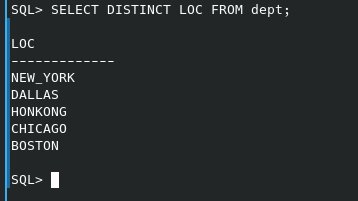 SQL> SELECT DISTINCT LOC FROM dept;
LOC
-------------
NEW_YORK
DALLAS
HONKONG
CHICAGO
BOSTON
SQL>